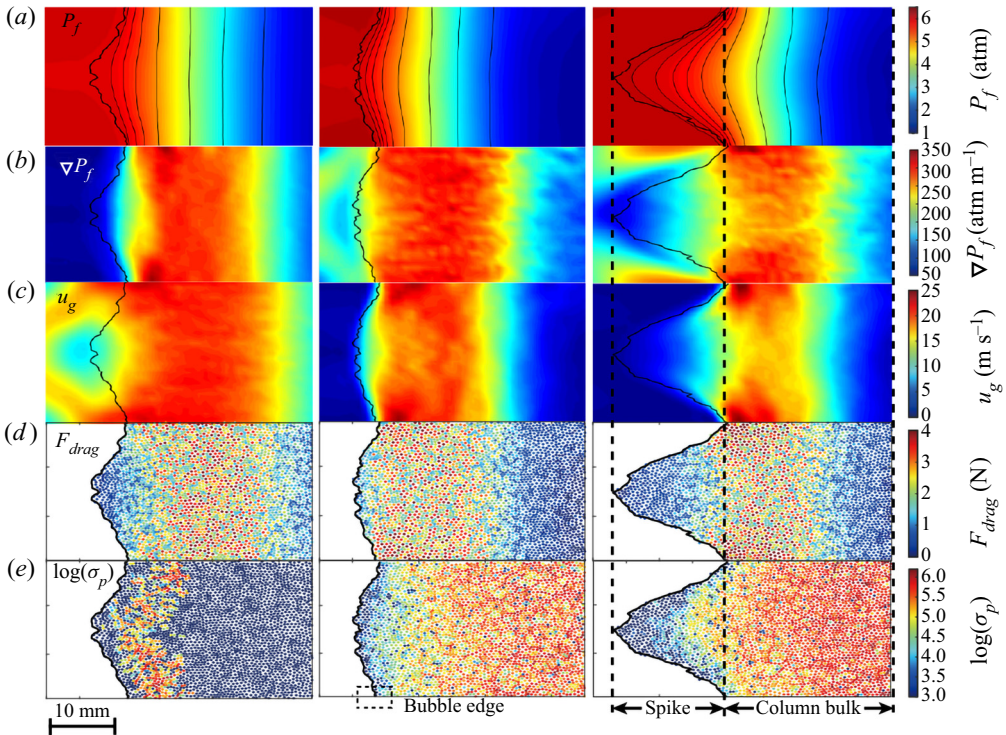 (a)
P_f
6
5
4
3
2
1
P_f (atm)
(b)
∇P_f
350
300
250
200
150
100
50
∇P_f (atm m⁻¹)
(c)
u_g
25
20
15
10
5
0
u_g (m s⁻¹)
(d)
F_drag
4
3
2
1
0
F_drag (N)
(e)
log(σ_p)
6.0
5.5
5.0
4.5
4.0
3.5
3.0
log(σ_p)
10 mm
Bubble edge
Spike
Column bulk